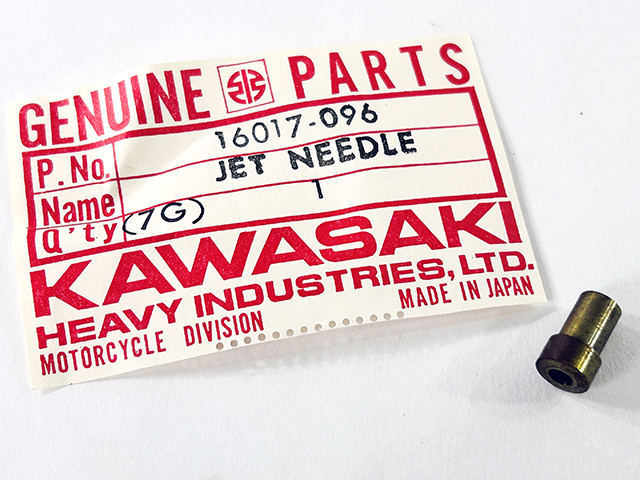 GENUINE PARTS
P. No. 16017-096
Name JET NEEDLE
Q'ty (7G) 1
KAWASAKI
HEAVY INDUSTRIES, LTD.
MOTORCYCLE DIVISION MADE IN JAPAN